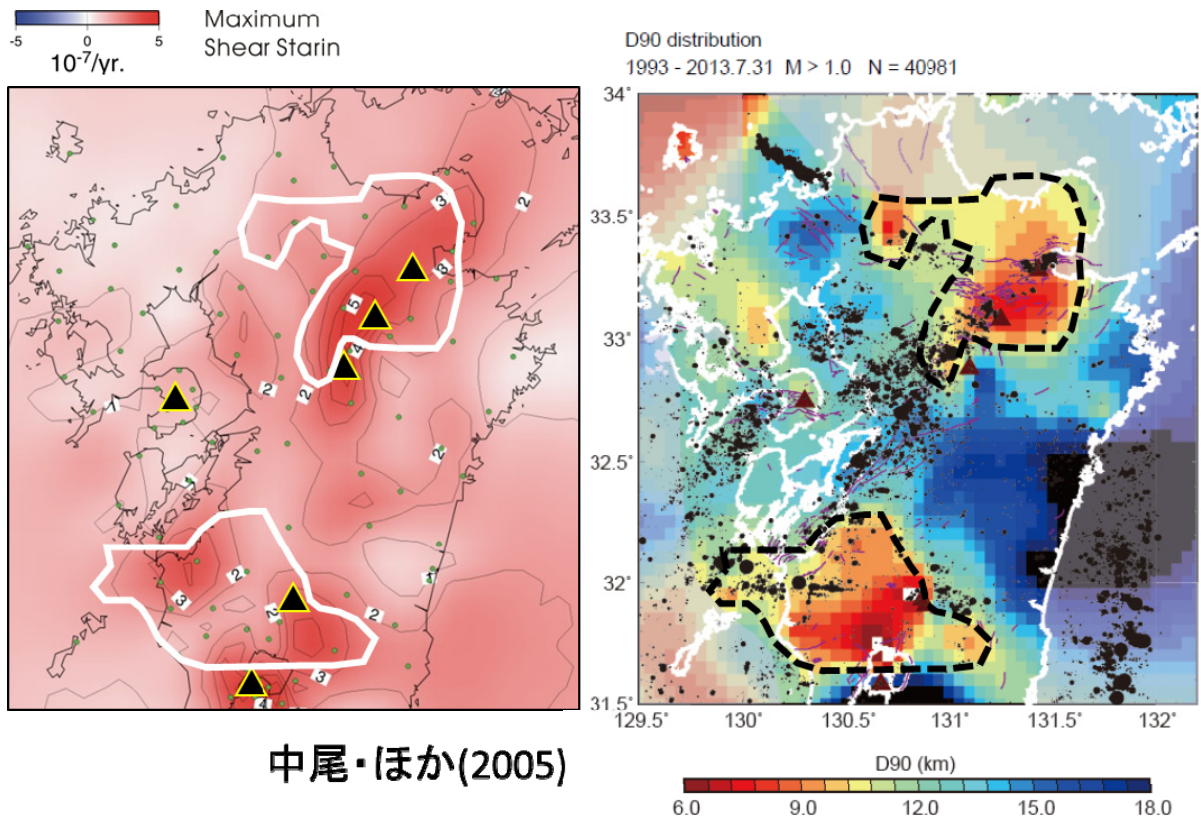 Maximum
Shear Starin
-5 0 5
10-7/yr.
D90 distribution
1993 - 2013.7.31 M > 1.0 N = 40981
34˚
33.5˚
33˚
32.5˚
32˚
31.5˚
129.5˚ 130˚ 130.5˚ 131˚ 131.5˚ 132˚
3
2
3
5
4
2
2
1
2
1
2
3
2
2
1
3
4
中尾・ほか(2005)
D90 (km)
6.0 9.0 12.0 15.0 18.0